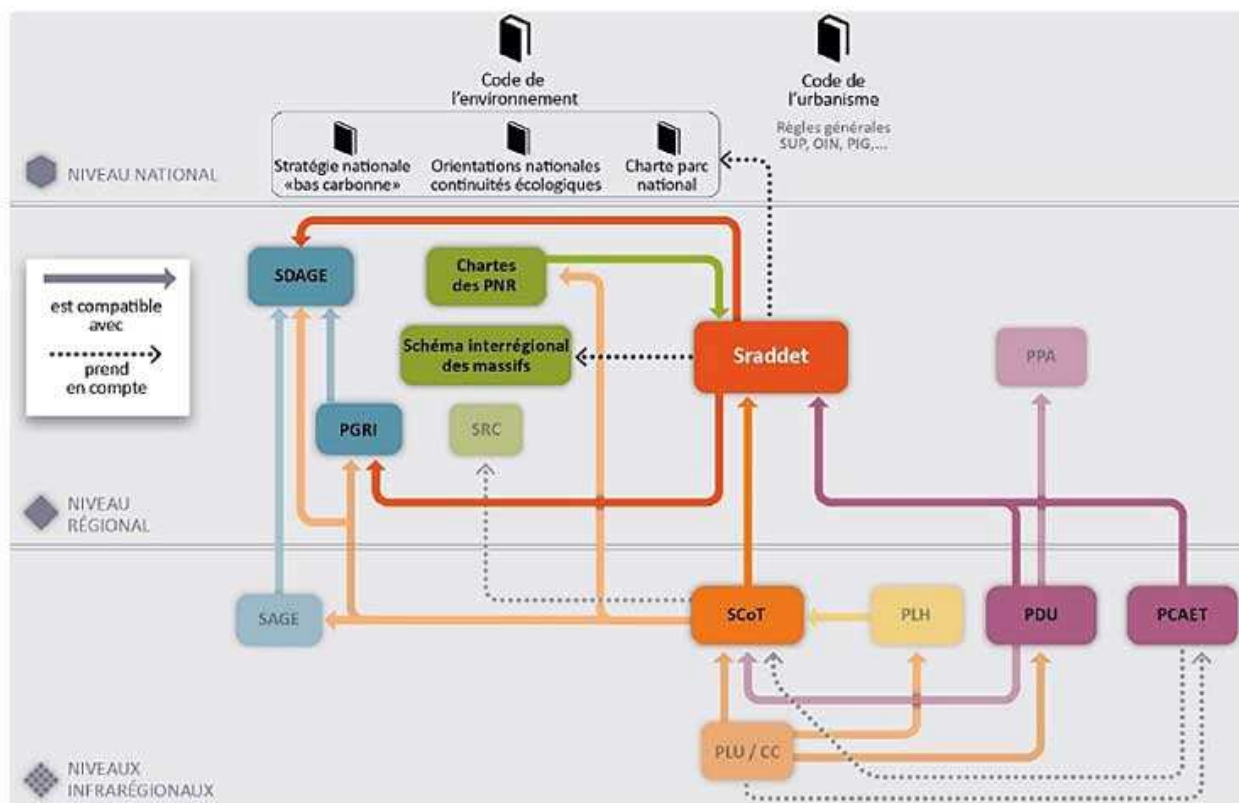 Code de
l'environnement
Code de
l'urbanisme
Règles générales
SUP, OIN, PIG,...
Stratégie nationale
«bas carbonne»
Orientations nationales
continuités écologiques
Charte parc
national
NIVEAU NATIONAL
est compatible
avec
prend
en compte
SDAGE
Chartes
des PNR
Schéma interrégional
des massifs
Sraddet
PPA
PGRI
SRC
NIVEAU
RÉGIONAL
SAGE
SCoT
PLH
PDU
PCAET
PLU / CC
NIVEAUX
INFRARÉGIONAUX